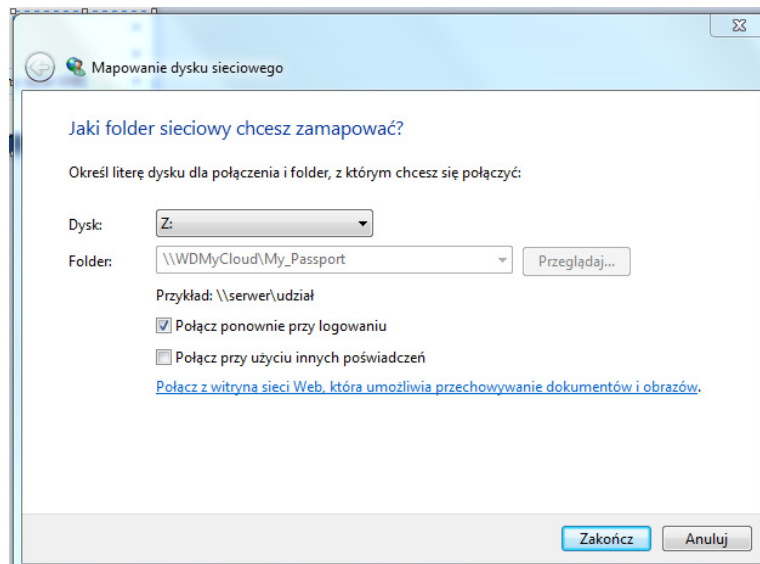 Mapowanie dysku sieciowego
Jaki folder sieciowy chcesz zamapować?
Określ literę dysku dla połączenia i folder, z którym chcesz się połączyć:
Dysk: Z:
Folder: \\WDMyCloud\My_Passport Przeglądaj...
Przykład: \\serwer\udział
Połącz ponownie przy logowaniu
Połącz przy użyciu innych poświadczeń
Połącz z witryną sieci Web, która umożliwia przechowywanie dokumentów i obrazów.
Zakończ Anuluj